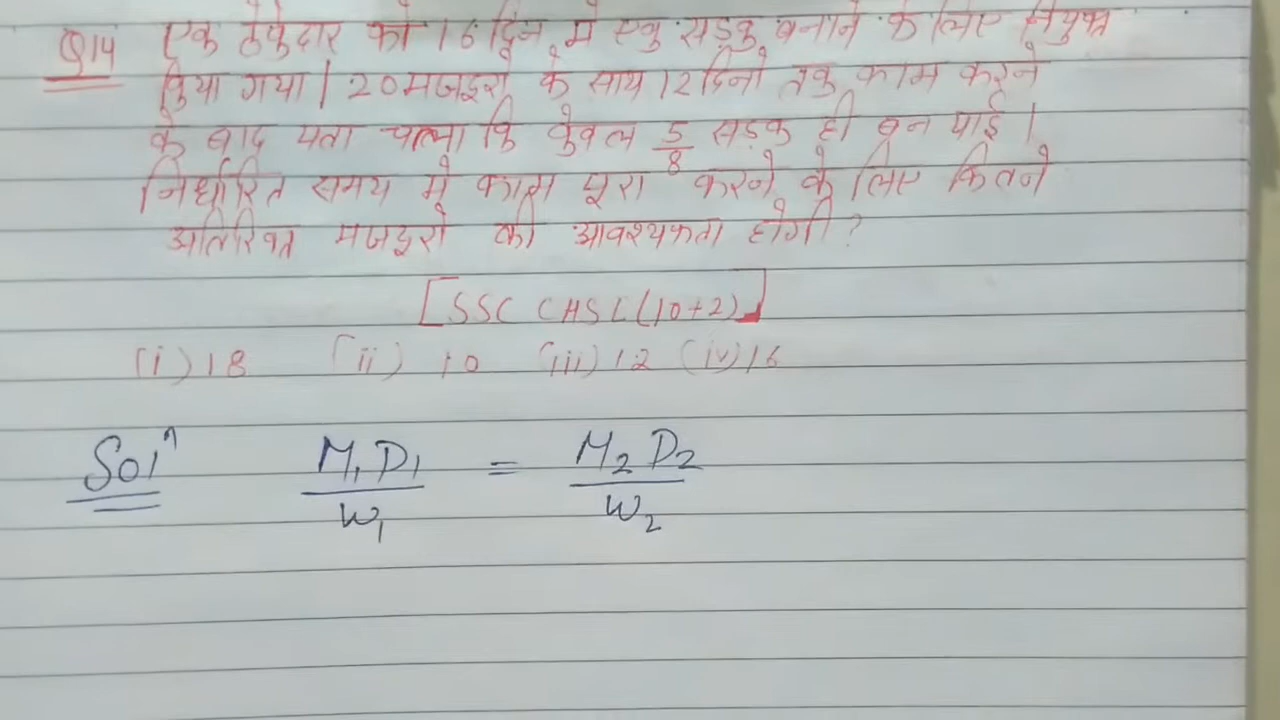 Q14 एक ठेकेदार को 16 दिन में एक सड़क बनाने के लिए नियुक्त
किया गया। 20 मजदूरों के साथ 12 दिनों तक काम करने
के बाद पता चला कि केवल 5/8 सड़क ही बन पाई।
निर्धारित समय में काम पूरा करने के लिए कितने
अतिरिक्त मजदूरो की आवश्यकता होगी?
[SSC CHSL (10+2)]
(i) 18 (ii) 10 (iii) 12 (iv) 16
Solⁿ M₁D₁/W₁ = M₂D₂/W₂